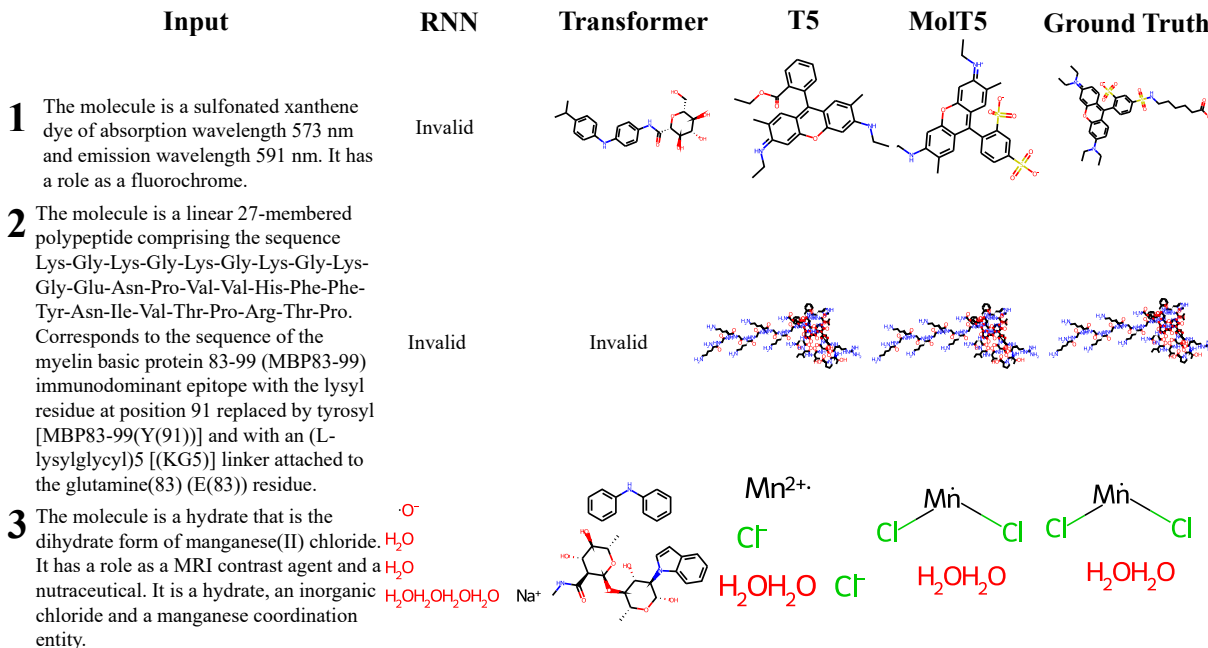 Input RNN Transformer T5 MolT5 Ground Truth
1
The molecule is a sulfonated xanthene
dye of absorption wavelength 573 nm
and emission wavelength 591 nm. It has
a role as a fluorochrome.
Invalid
2
The molecule is a linear 27-membered
polypeptide comprising the sequence
Lys-Gly-Lys-Gly-Lys-Gly-Lys-Gly-Lys-
Gly-Glu-Asn-Pro-Val-Val-His-Phe-Phe-
Tyr-Asn-Ile-Val-Thr-Pro-Arg-Thr-Pro.
Corresponds to the sequence of the
myelin basic protein 83-99 (MBP83-99)
immunodominant epitope with the lysyl
residue at position 91 replaced by tyrosyl
[MBP83-99(Y(91))] and with an (L-
lysylglycyl)5 [(KG5)] linker attached to
the glutamine(83) (E(83)) residue.
Invalid
Invalid
3
The molecule is a hydrate that is the
dihydrate form of manganese(II) chloride.
It has a role as a MRI contrast agent and a
nutraceutical. It is a hydrate, an inorganic
chloride and a manganese coordination
entity.
·O⁻
H₂O
H₂O
H₂OH₂OH₂OH₂O Na⁺
Mn²⁺·
Cl⁻
H₂OH₂O Cl⁻
Mn
Cl Cl
H₂OH₂O
Mn
Cl Cl
H₂OH₂O